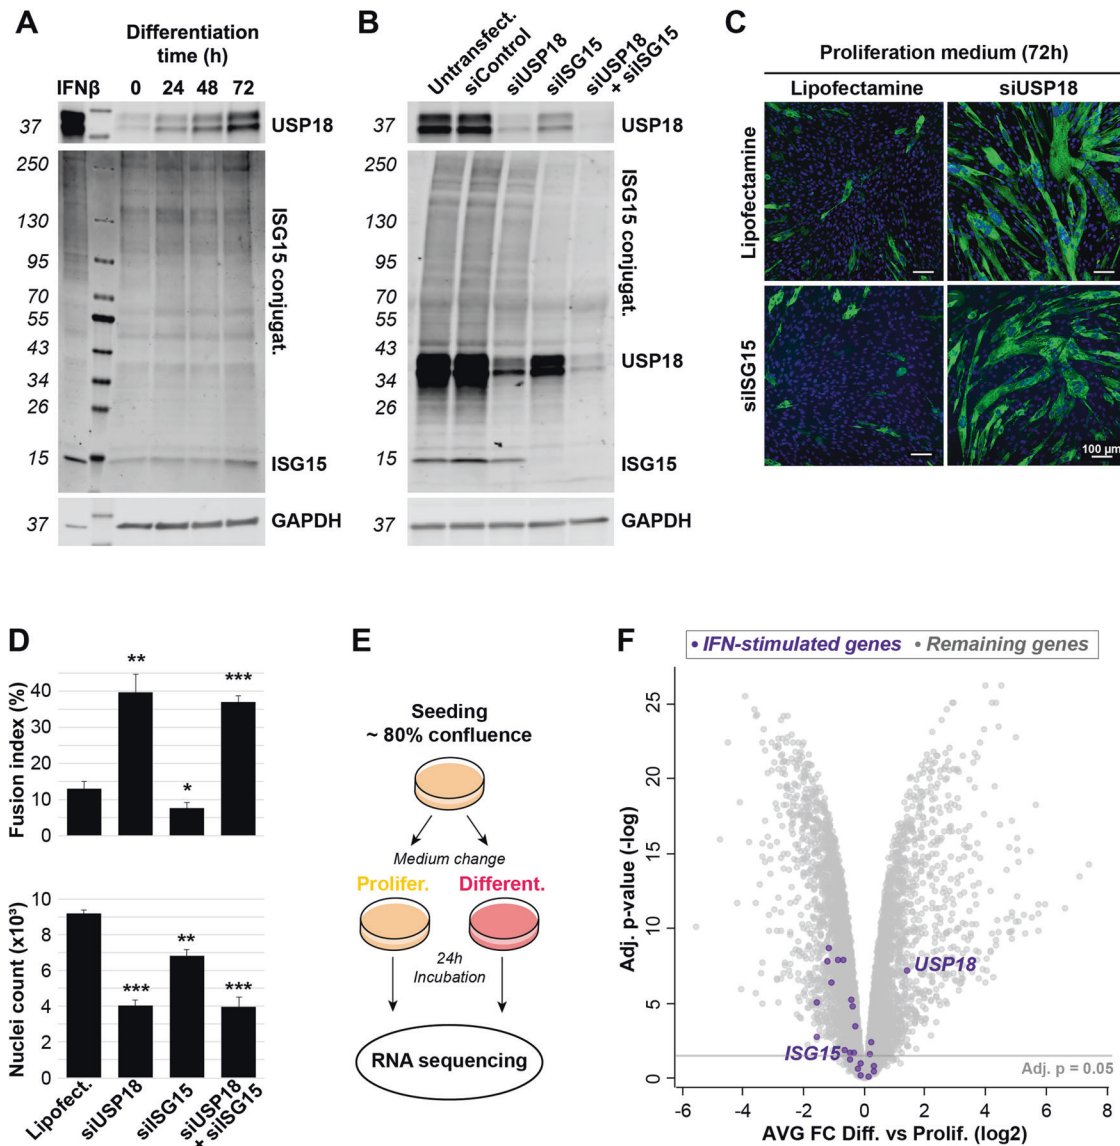 A
Differentiation
time (h)
IFNβ
0
24
48
72
37
USP18
250
130
95
70
55
43
34
26
15
ISG15 conjugat.
ISG15
37
GAPDH
B
Untransfect.
siControl
siUSP18
siISG15
siUSP18
+ siISG15
37
USP18
250
130
95
70
55
43
34
26
15
ISG15 conjugat.
USP18
ISG15
37
GAPDH
C
Proliferation medium (72h)
Lipofectamine
siUSP18
Lipofectamine
siISG15
100 µm
D
Fusion index (%)
40
30
20
10
0
**
*
***
Nuclei count (x10³)
10
8
6
4
2
0
***
**
***
Lipofect.
siUSP18
siISG15
siUSP18
+ siISG15
E
Seeding
~ 80% confluence
Medium change
Prolifer.
Different.
24h
Incubation
RNA sequencing
F
IFN-stimulated genes
Remaining genes
Adj. p-value (-log)
25
20
15
10
5
0
USP18
ISG15
Adj. p = 0.05
-6
-4
-2
0
2
4
6
8
AVG FC Diff. vs Prolif. (log2)